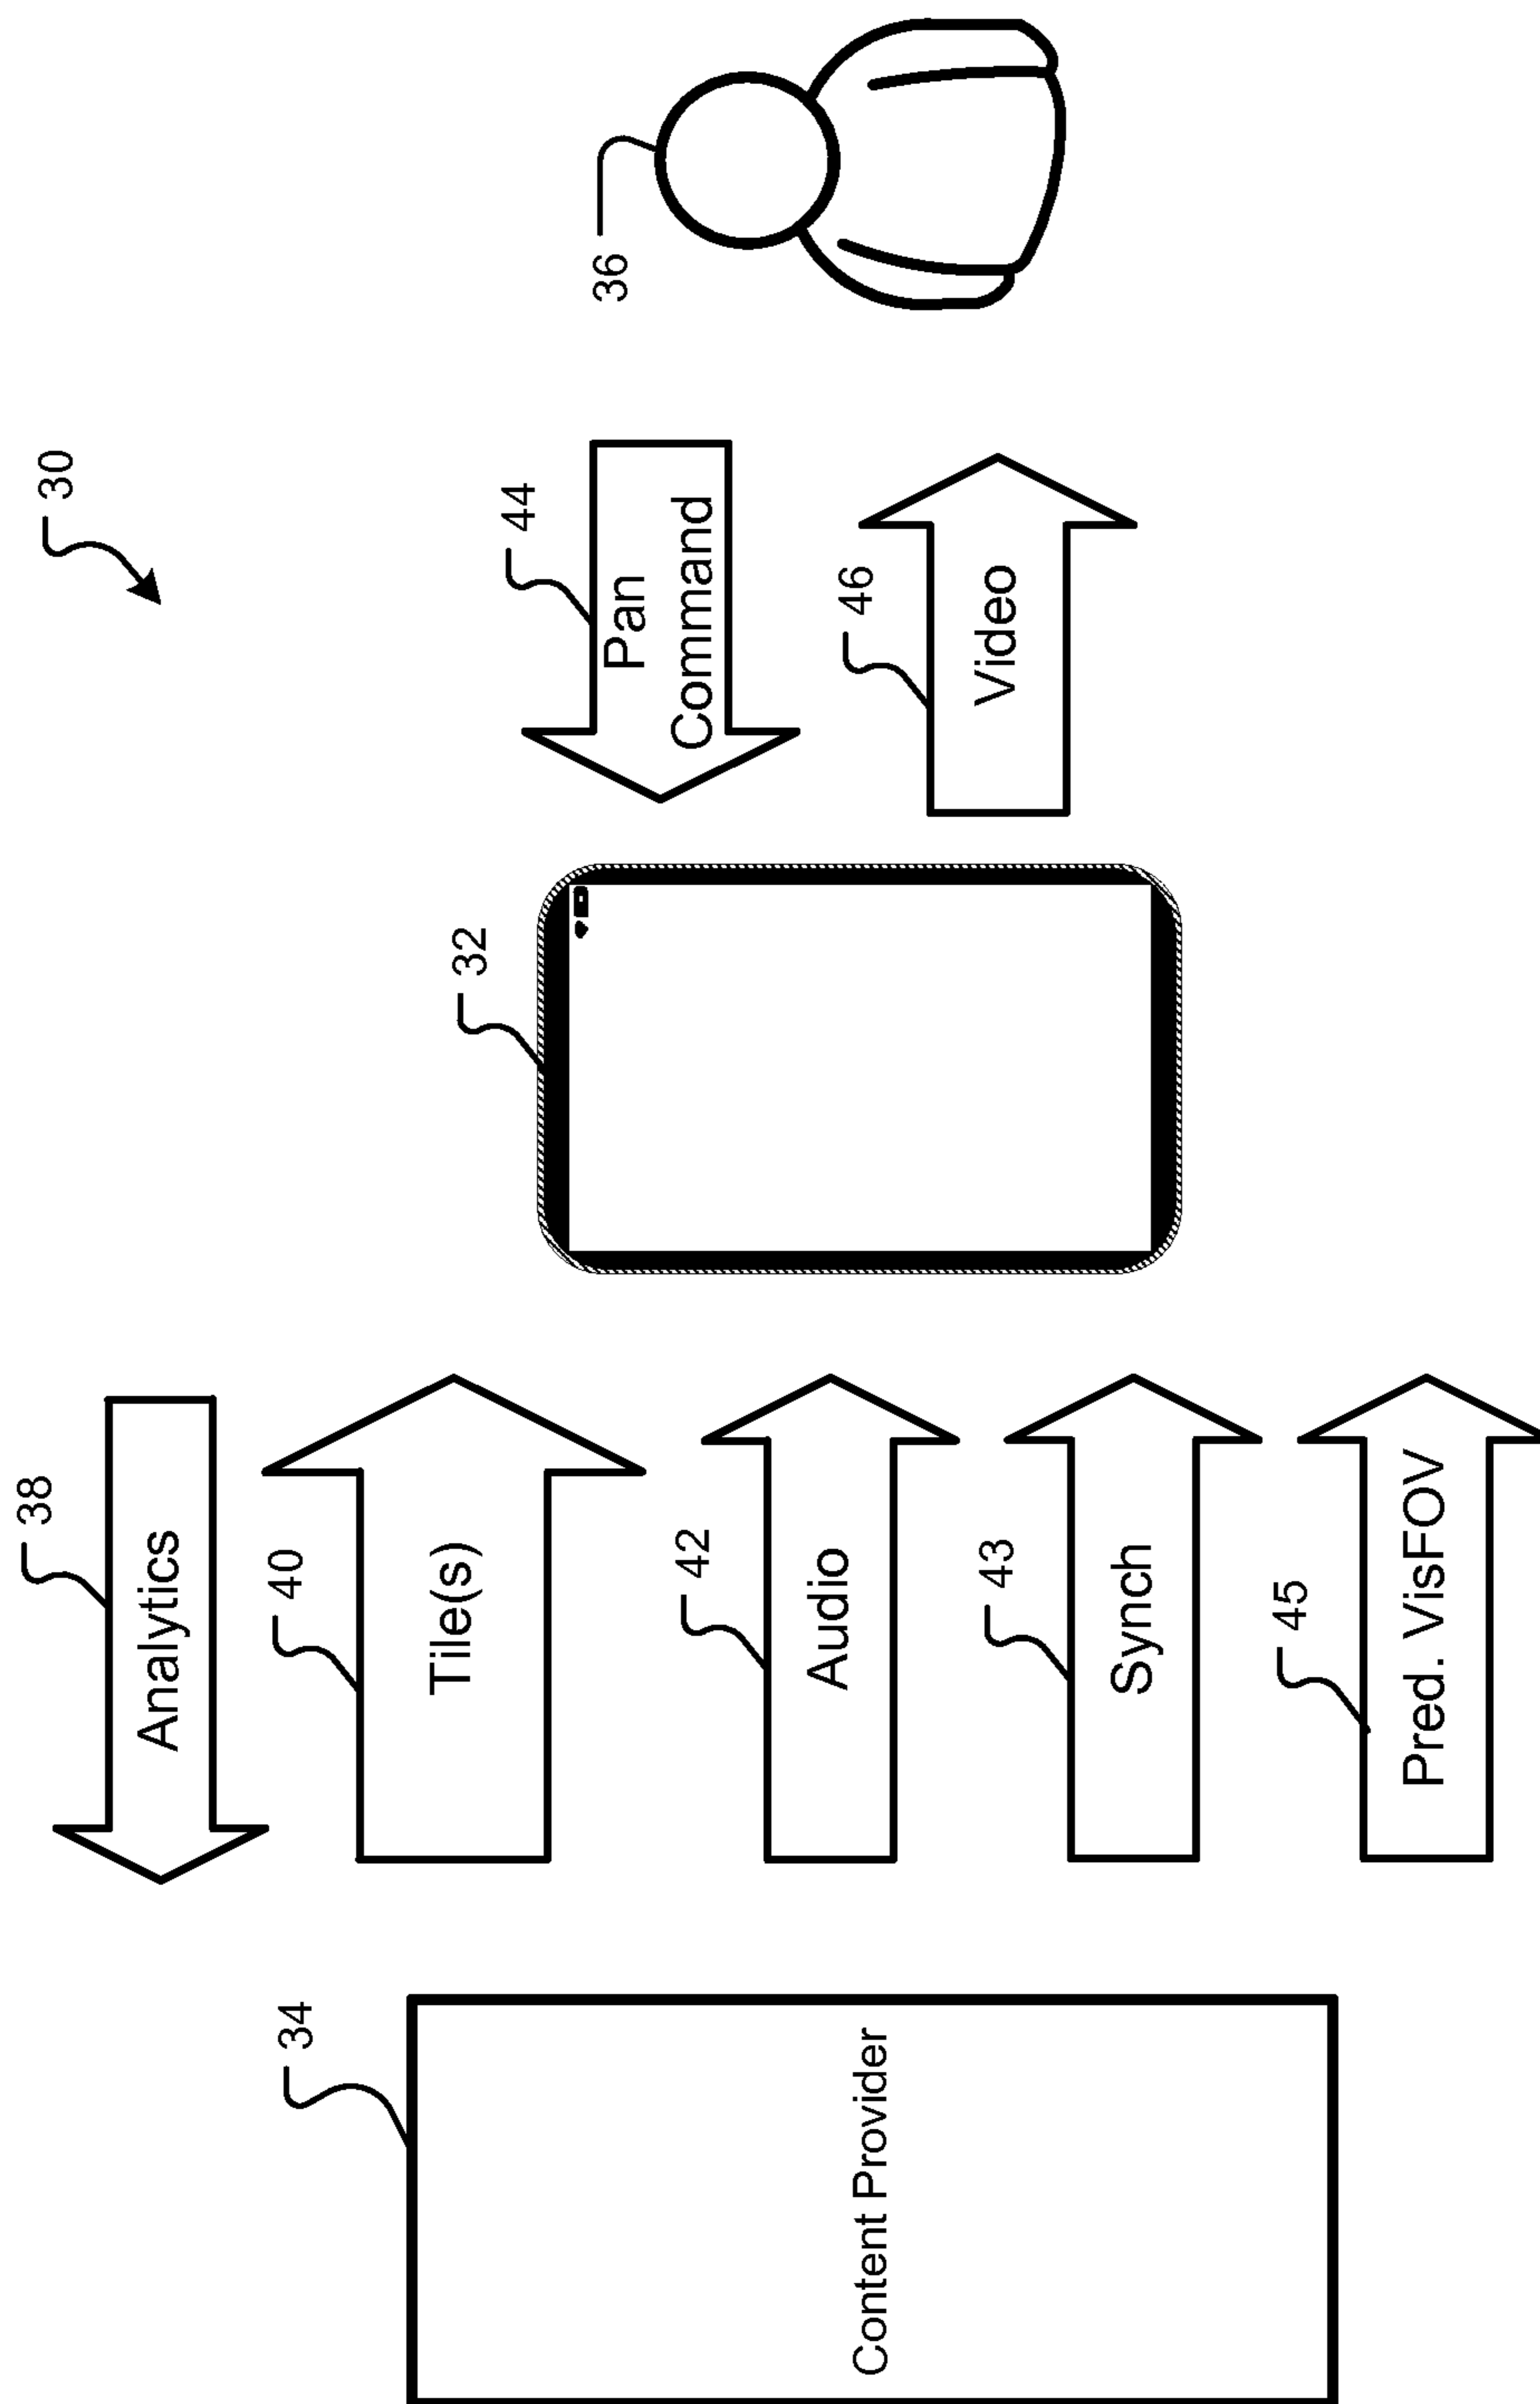 30
38
Analytics
40
Tile(s)
42
Audio
43
Synch
45
Pred. VisFOV
34
Content Provider
32
44
Pan
Command
46
Video
36